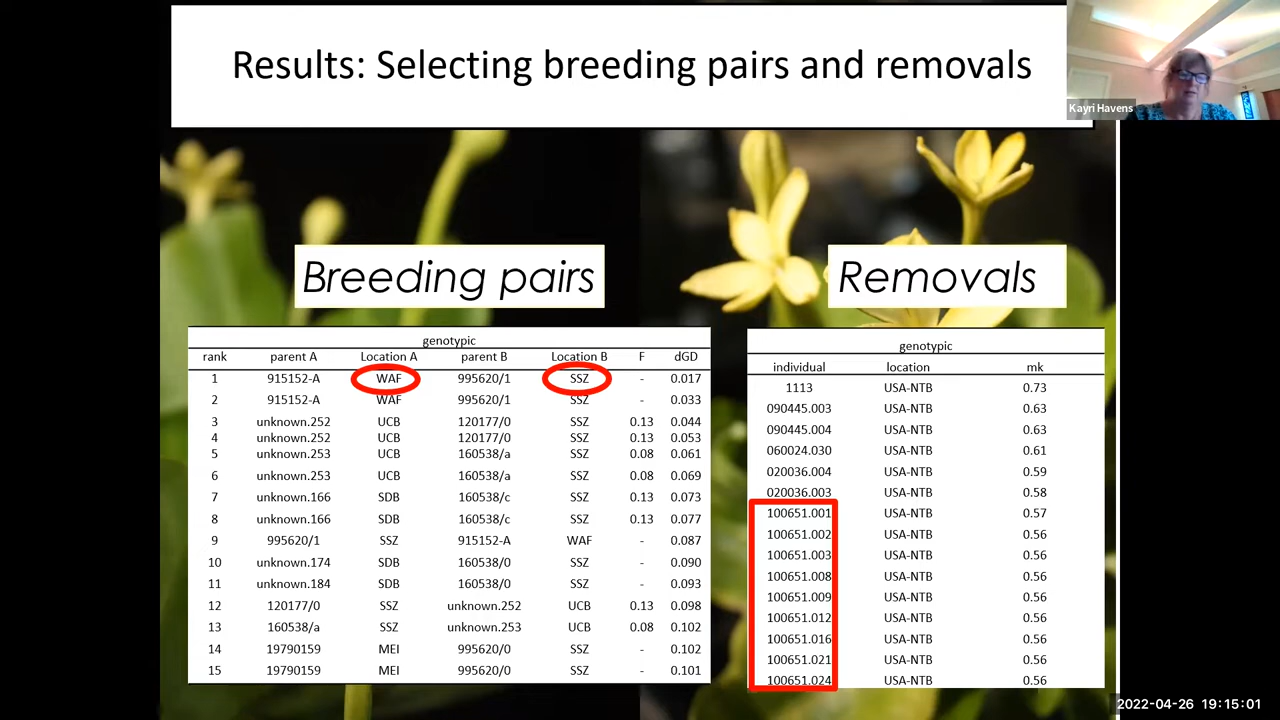 Results: Selecting breeding pairs and removals
Kayri Havens
Breeding pairs
genotypic
rank parent A Location A parent B Location B F dGD
1 915152-A WAF 995620/1 SSZ - 0.017
2 915152-A WAF 995620/1 SSZ - 0.033
3 unknown.252 UCB 120177/0 SSZ 0.13 0.044
4 unknown.252 UCB 120177/0 SSZ 0.13 0.053
5 unknown.253 UCB 160538/a SSZ 0.08 0.061
6 unknown.253 UCB 160538/a SSZ 0.08 0.069
7 unknown.166 SDB 160538/c SSZ 0.13 0.073
8 unknown.166 SDB 160538/c SSZ 0.13 0.077
9 995620/1 SSZ 915152-A WAF - 0.087
10 unknown.174 SDB 160538/0 SSZ - 0.090
11 unknown.184 SDB 160538/0 SSZ - 0.093
12 120177/0 SSZ unknown.252 UCB 0.13 0.098
13 160538/a SSZ unknown.253 UCB 0.08 0.102
14 19790159 MEI 995620/0 SSZ - 0.102
15 19790159 MEI 995620/0 SSZ - 0.101
Removals
genotypic
individual location mk
1113 USA-NTB 0.73
090445.003 USA-NTB 0.63
090445.004 USA-NTB 0.63
060024.030 USA-NTB 0.61
020036.004 USA-NTB 0.59
020036.003 USA-NTB 0.58
100651.001 USA-NTB 0.57
100651.002 USA-NTB 0.56
100651.003 USA-NTB 0.56
100651.008 USA-NTB 0.56
100651.009 USA-NTB 0.56
100651.012 USA-NTB 0.56
100651.016 USA-NTB 0.56
100651.021 USA-NTB 0.56
100651.024 USA-NTB 0.56
2022-04-26 19:15:01